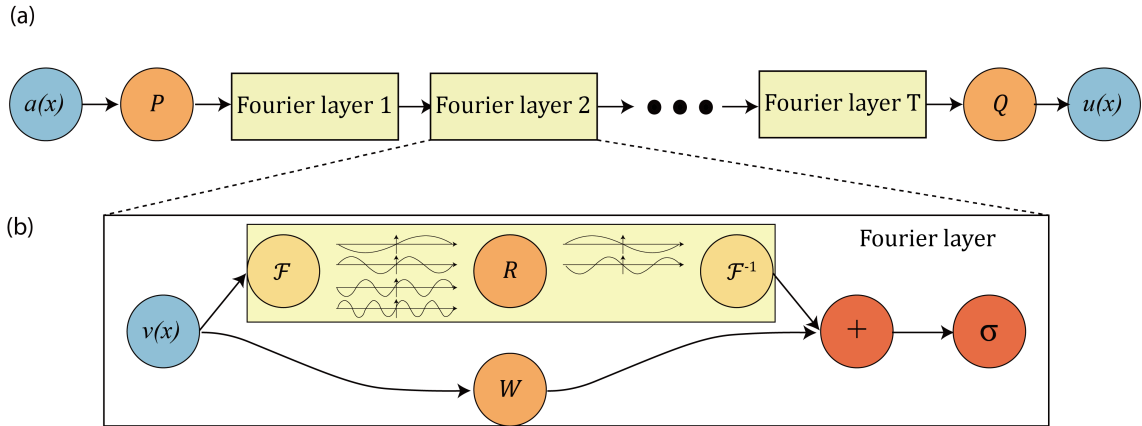 (a)
a(x) P Fourier layer 1 Fourier layer 2 ••• Fourier layer T Q u(x)
(b)
Fourier layer
ℱ R ℱ⁻¹
v(x) + σ
W